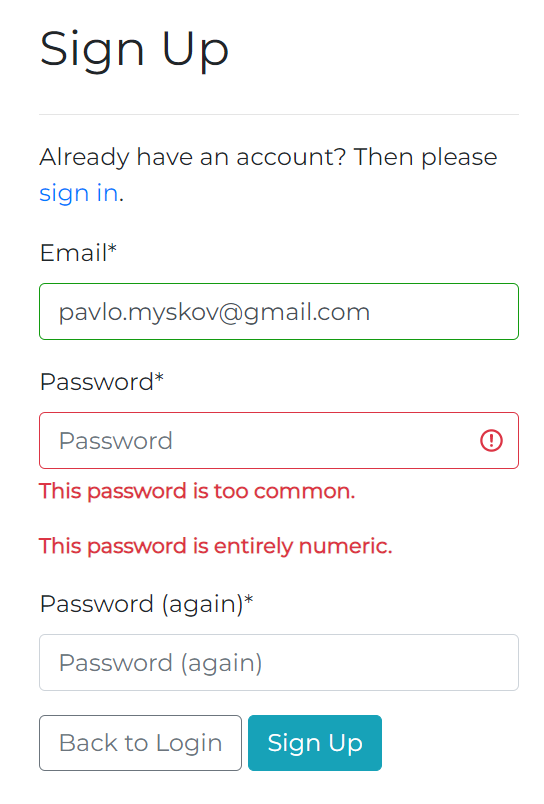 Sign Up
Already have an account? Then please
sign in.
Email*
pavlo.myskov@gmail.com
Password*
Password
This password is too common.
This password is entirely numeric.
Password (again)*
Password (again)
Back to Login
Sign Up